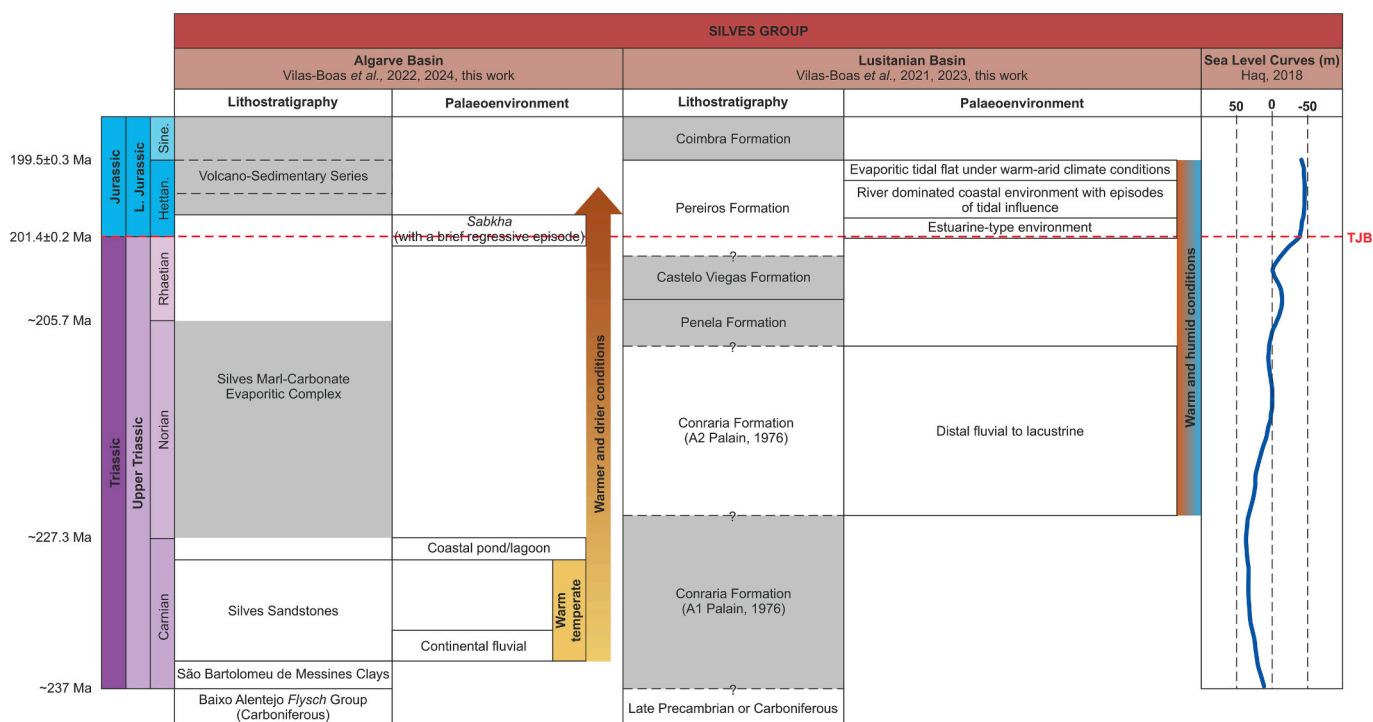 SILVES GROUP
Algarve Basin
Vilas-Boas et al., 2022, 2024, this work
Lusitanian Basin
Vilas-Boas et al., 2021, 2023, this work
Sea Level Curves (m)
Haq, 2018
Lithostratigraphy
Palaeoenvironment
Lithostratigraphy
Palaeoenvironment
50 0 -50
Jurassic
L. Jurassic
Sine.
Hettan.
Triassic
Upper Triassic
Rhaetian
Norian
Carnian
199.5±0.3 Ma
201.4±0.2 Ma
~205.7 Ma
~227.3 Ma
~237 Ma
Volcano-Sedimentary Series
Silves Marl-Carbonate
Evaporitic Complex
Silves Sandstones
São Bartolomeu de Messines Clays
Baixo Alentejo Flysch Group
(Carboniferous)
Sabkha
(with a brief regressive episode)
Coastal pond/lagoon
Continental fluvial
Warm
temperate
Warmer and drier conditions
Coimbra Formation
Pereiros Formation
?
Castelo Viegas Formation
Penela Formation
?
Conraria Formation
(A2 Palain, 1976)
?
Conraria Formation
(A1 Palain, 1976)
?
Late Precambrian or Carboniferous
Evaporitic tidal flat under warm-arid climate conditions
River dominated coastal environment with episodes
of tidal influence
Estuarine-type environment
Distal fluvial to lacustrine
Warm and humid conditions
TJB